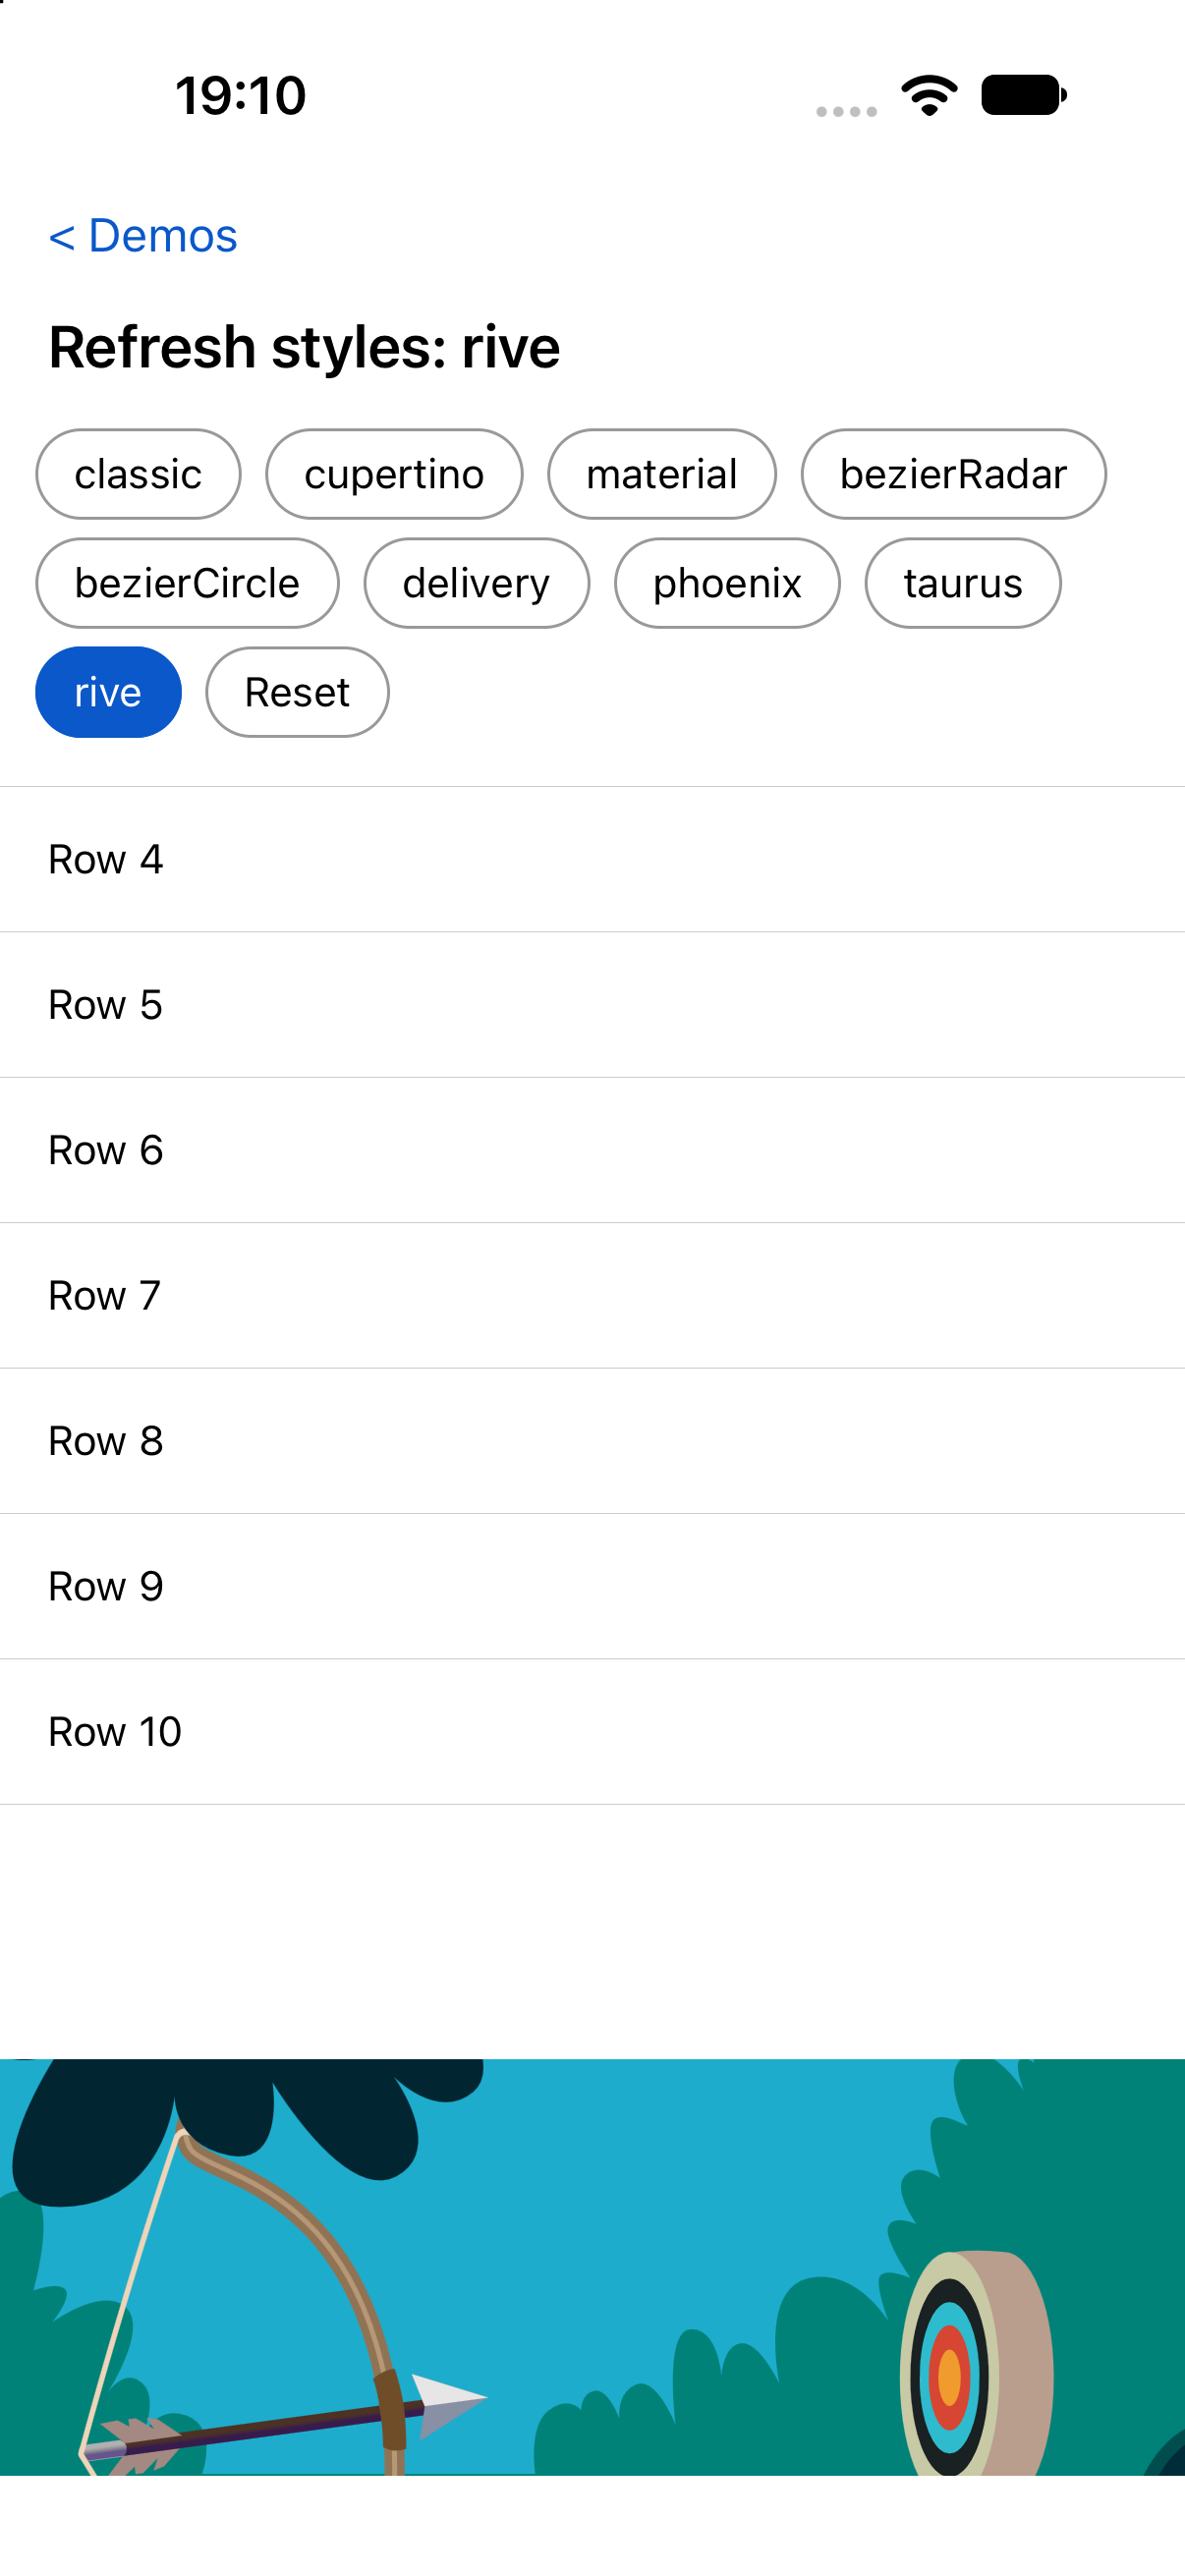 19:10
< Demos
Refresh styles: rive
classic cupertino material bezierRadar
bezierCircle delivery phoenix taurus
rive Reset
Row 4
Row 5
Row 6
Row 7
Row 8
Row 9
Row 10